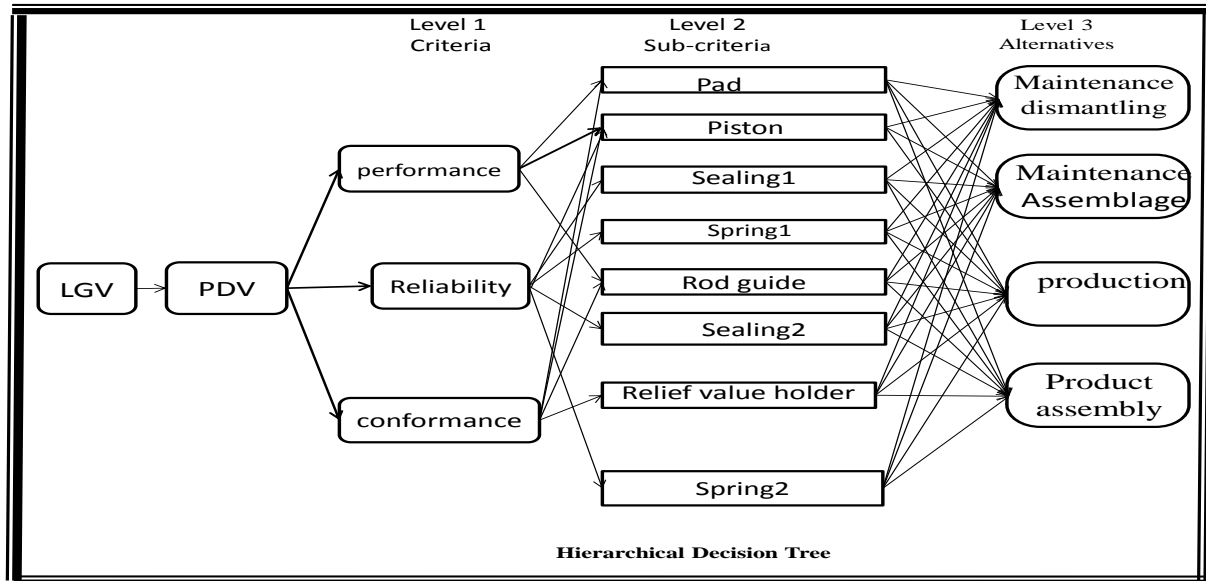 Level 1
Criteria
Level 2
Sub-criteria
Level 3
Alternatives
LGV
PDV
performance
Reliability
conformance
Pad
Piston
Sealing1
Spring1
Rod guide
Sealing2
Relief value holder
Spring2
Maintenance
dismantling
Maintenance
Assemblage
production
Product
assembly
Hierarchical Decision Tree